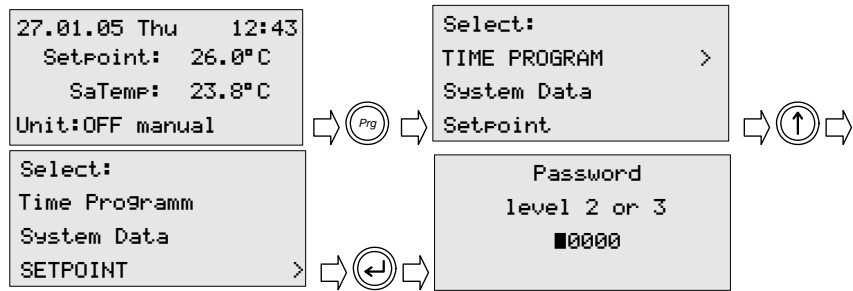 27.01.05 Thu 12:43
Setpoint: 26.0°C
SaTemp: 23.8°C
Unit:OFF manual
Prg
Select:
TIME PROGRAM >
System Data
Setpoint
↑
Select:
Time Programm
System Data
SETPOINT >
↵
Password
level 2 or 3
█0000